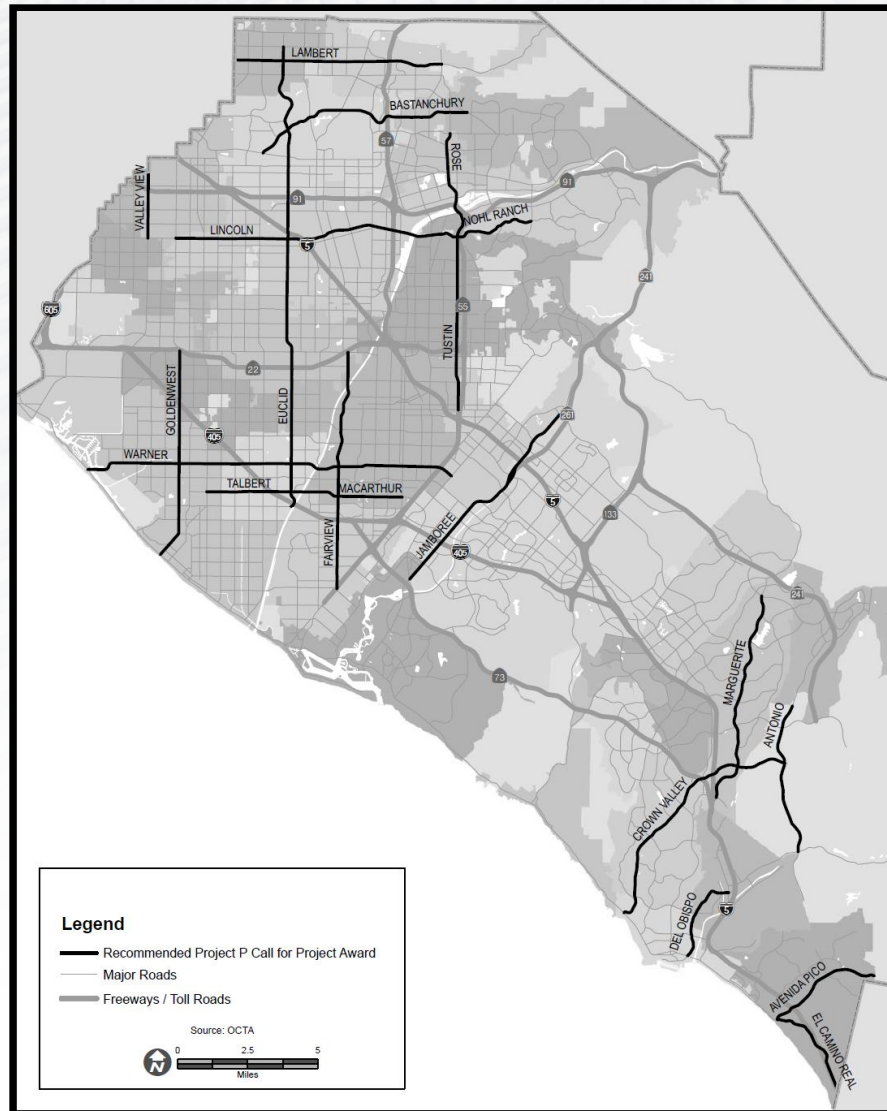 LAMBERT
BASTANCHURY
57
ROSE
91
VALLEY VIEW
91
NOHL RANCH
LINCOLN
5
241
605
55
TUSTIN
22
GOLDENWEST
EUCLID
261
405
WARNER
TALBERT
MACARTHUR
5
133
FAIRVIEW
JAMBOREE
405
241
MARGUERITE
73
ANTONIO
CROWN VALLEY
DEL OBISPO
5
AVENIDA PICO
EL CAMINO REAL
Legend
Recommended Project P Call for Project Award
Major Roads
Freeways / Toll Roads
Source: OCTA
N
0 2.5 5
Miles